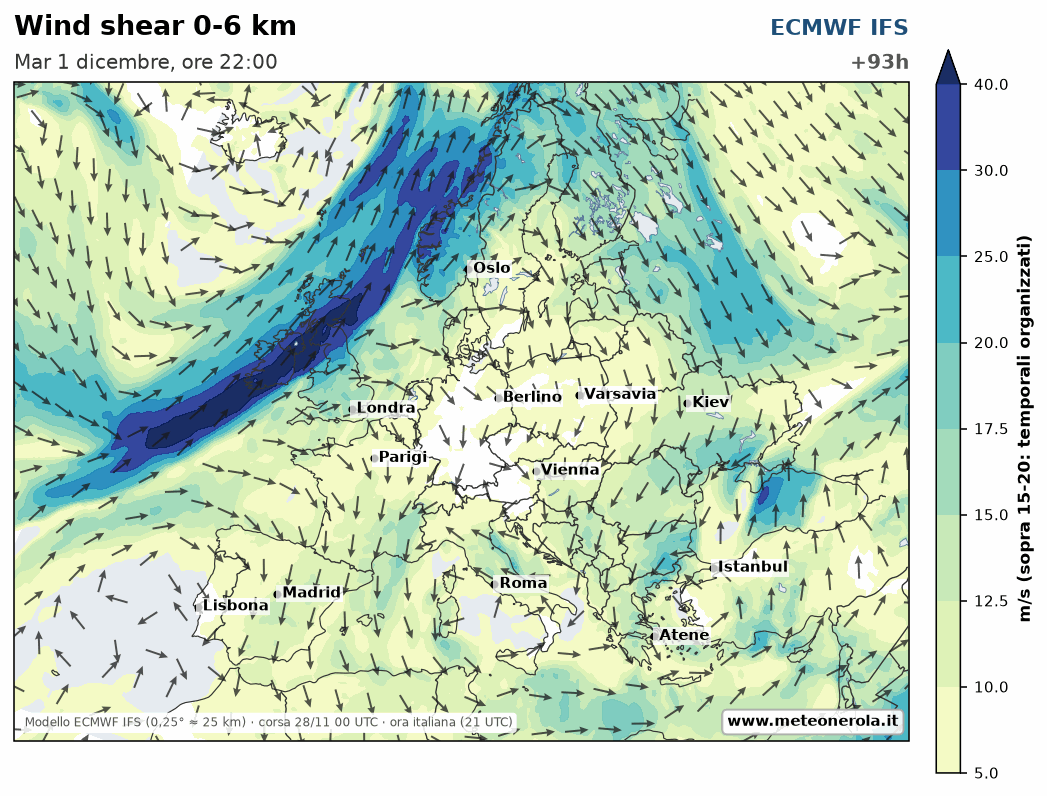 Wind shear 0-6 km
ECMWF IFS
Mar 1 dicembre, ore 22:00
+93h
40.0
30.0
25.0
20.0
17.5
15.0
12.5
10.0
5.0
m/s (sopra 15-20: temporali organizzati)
Oslo
Berlino
Varsavia
Londra
Kiev
Parigi
Vienna
Istanbul
Roma
Madrid
Lisbona
Atene
Modello ECMWF IFS (0,25° ≈ 25 km) · corsa 28/11 00 UTC · ora italiana (21 UTC)
www.meteonerola.it